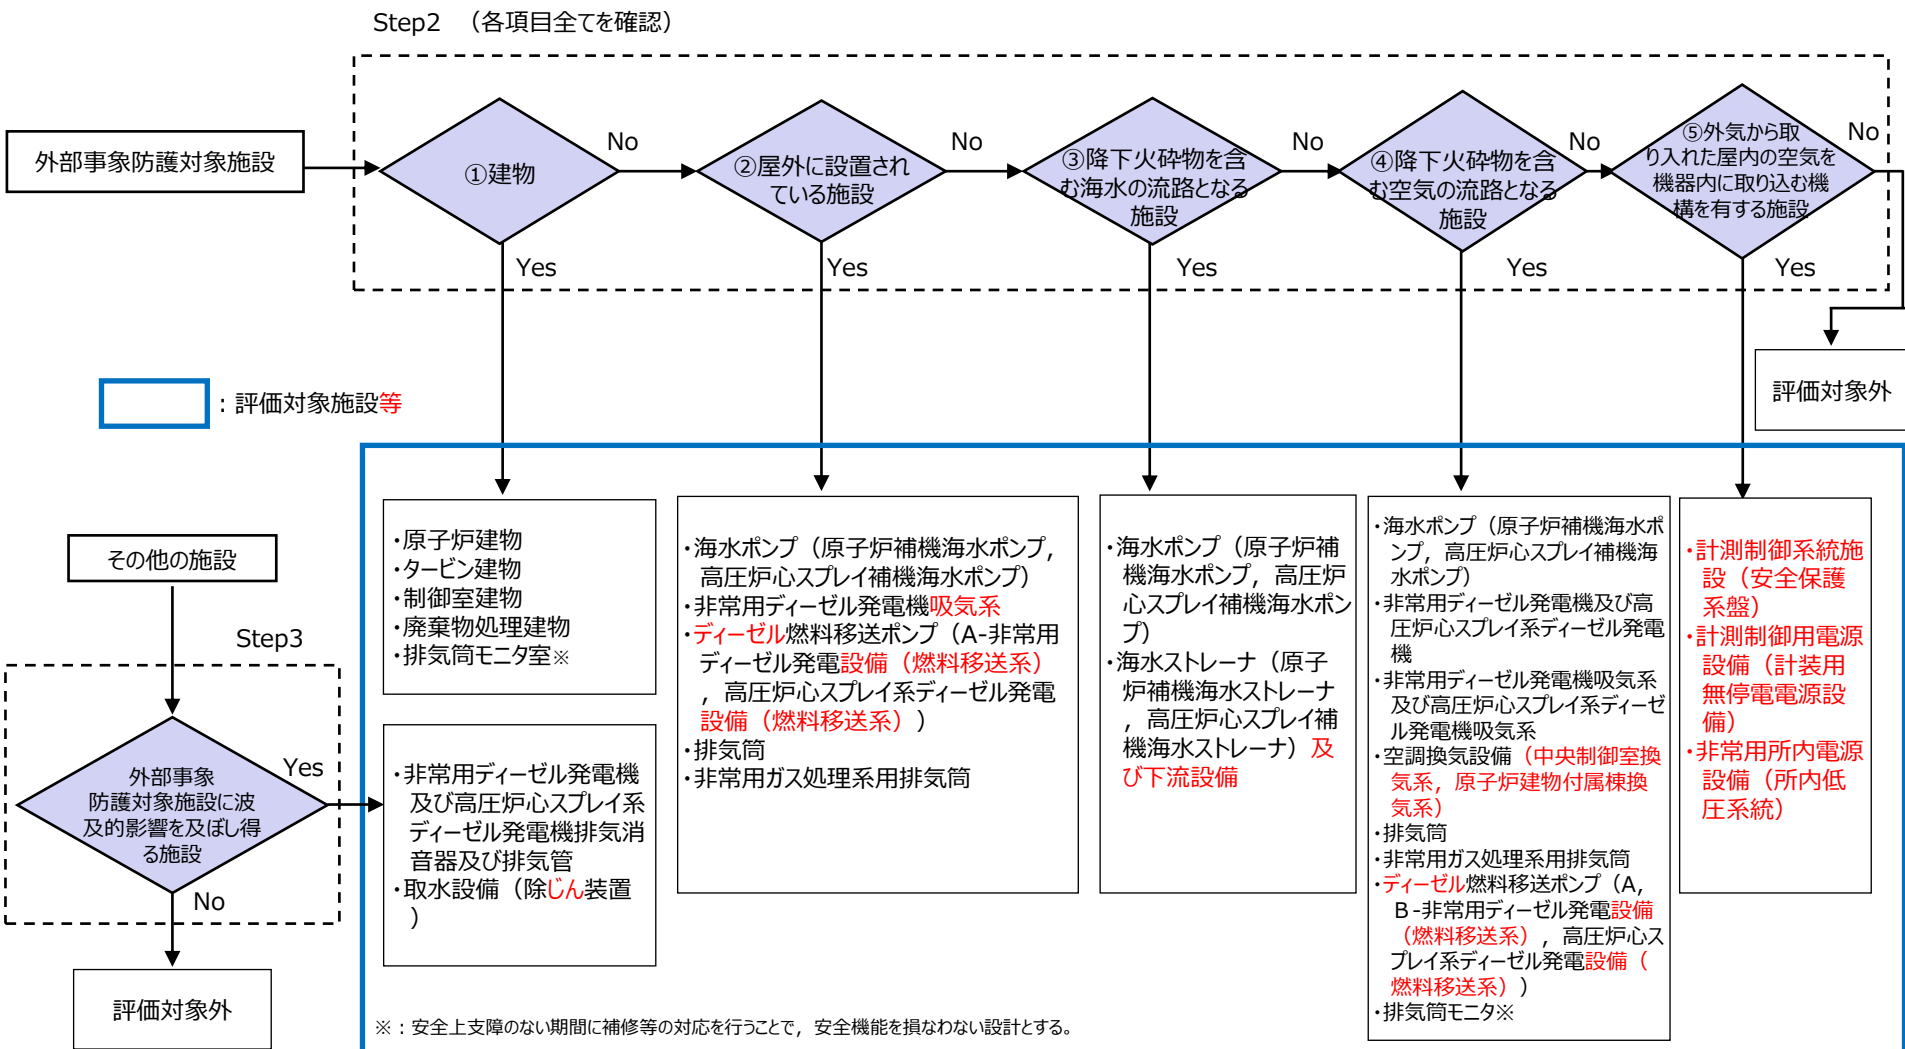 Step2　（各項目全てを確認）
外部事象防護対象施設
①建物
No
Yes
②屋外に設置され
ている施設
No
Yes
③降下火砕物を含
む海水の流路となる
施設
No
Yes
④降下火砕物を含
む空気の流路となる
施設
No
Yes
⑤外気から取
り入れた屋内の空気を
機器内に取り込む機
構を有する施設
No
Yes
評価対象外
：評価対象施設等
・原子炉建物
・タービン建物
・制御室建物
・廃棄物処理建物
・排気筒モニタ室※
・海水ポンプ（原子炉補機海水ポンプ，
高圧炉心スプレイ補機海水ポンプ）
・非常用ディーゼル発電機吸気系
・ディーゼル燃料移送ポンプ（A-非常用
ディーゼル発電設備（燃料移送系）
，高圧炉心スプレイ系ディーゼル発電
設備（燃料移送系））
・排気筒
・非常用ガス処理系用排気筒
・海水ポンプ（原子炉補
機海水ポンプ，高圧炉
心スプレイ補機海水ポン
プ）
・海水ストレーナ（原子
炉補機海水ストレーナ
，高圧炉心スプレイ補
機海水ストレーナ）及
び下流設備
・海水ポンプ（原子炉補機海水ポ
ンプ，高圧炉心スプレイ補機海
水ポンプ）
・非常用ディーゼル発電機及び高
圧炉心スプレイ系ディーゼル発電
機
・非常用ディーゼル発電機吸気系
及び高圧炉心スプレイ系ディーゼ
ル発電機吸気系
・空調換気設備（中央制御室換
気系，原子炉建物付属棟換
気系）
・排気筒
・非常用ガス処理系用排気筒
・ディーゼル燃料移送ポンプ（A，
B-非常用ディーゼル発電設備
（燃料移送系），高圧炉心ス
プレイ系ディーゼル発電設備（
燃料移送系））
・排気筒モニタ※
・計測制御系統施
設（安全保護
系盤）
・計測制御用電源
設備（計装用
無停電電源設
備）
・非常用所内電源
設備（所内低
圧系統）
その他の施設
Step3
外部事象
防護対象施設に波
及的影響を及ぼし得
る施設
Yes
No
評価対象外
・非常用ディーゼル発電機
及び高圧炉心スプレイ系
ディーゼル発電機排気消
音器及び排気管
・取水設備（除じん装置
）
※：安全上支障のない期間に補修等の対応を行うことで，安全機能を損なわない設計とする。